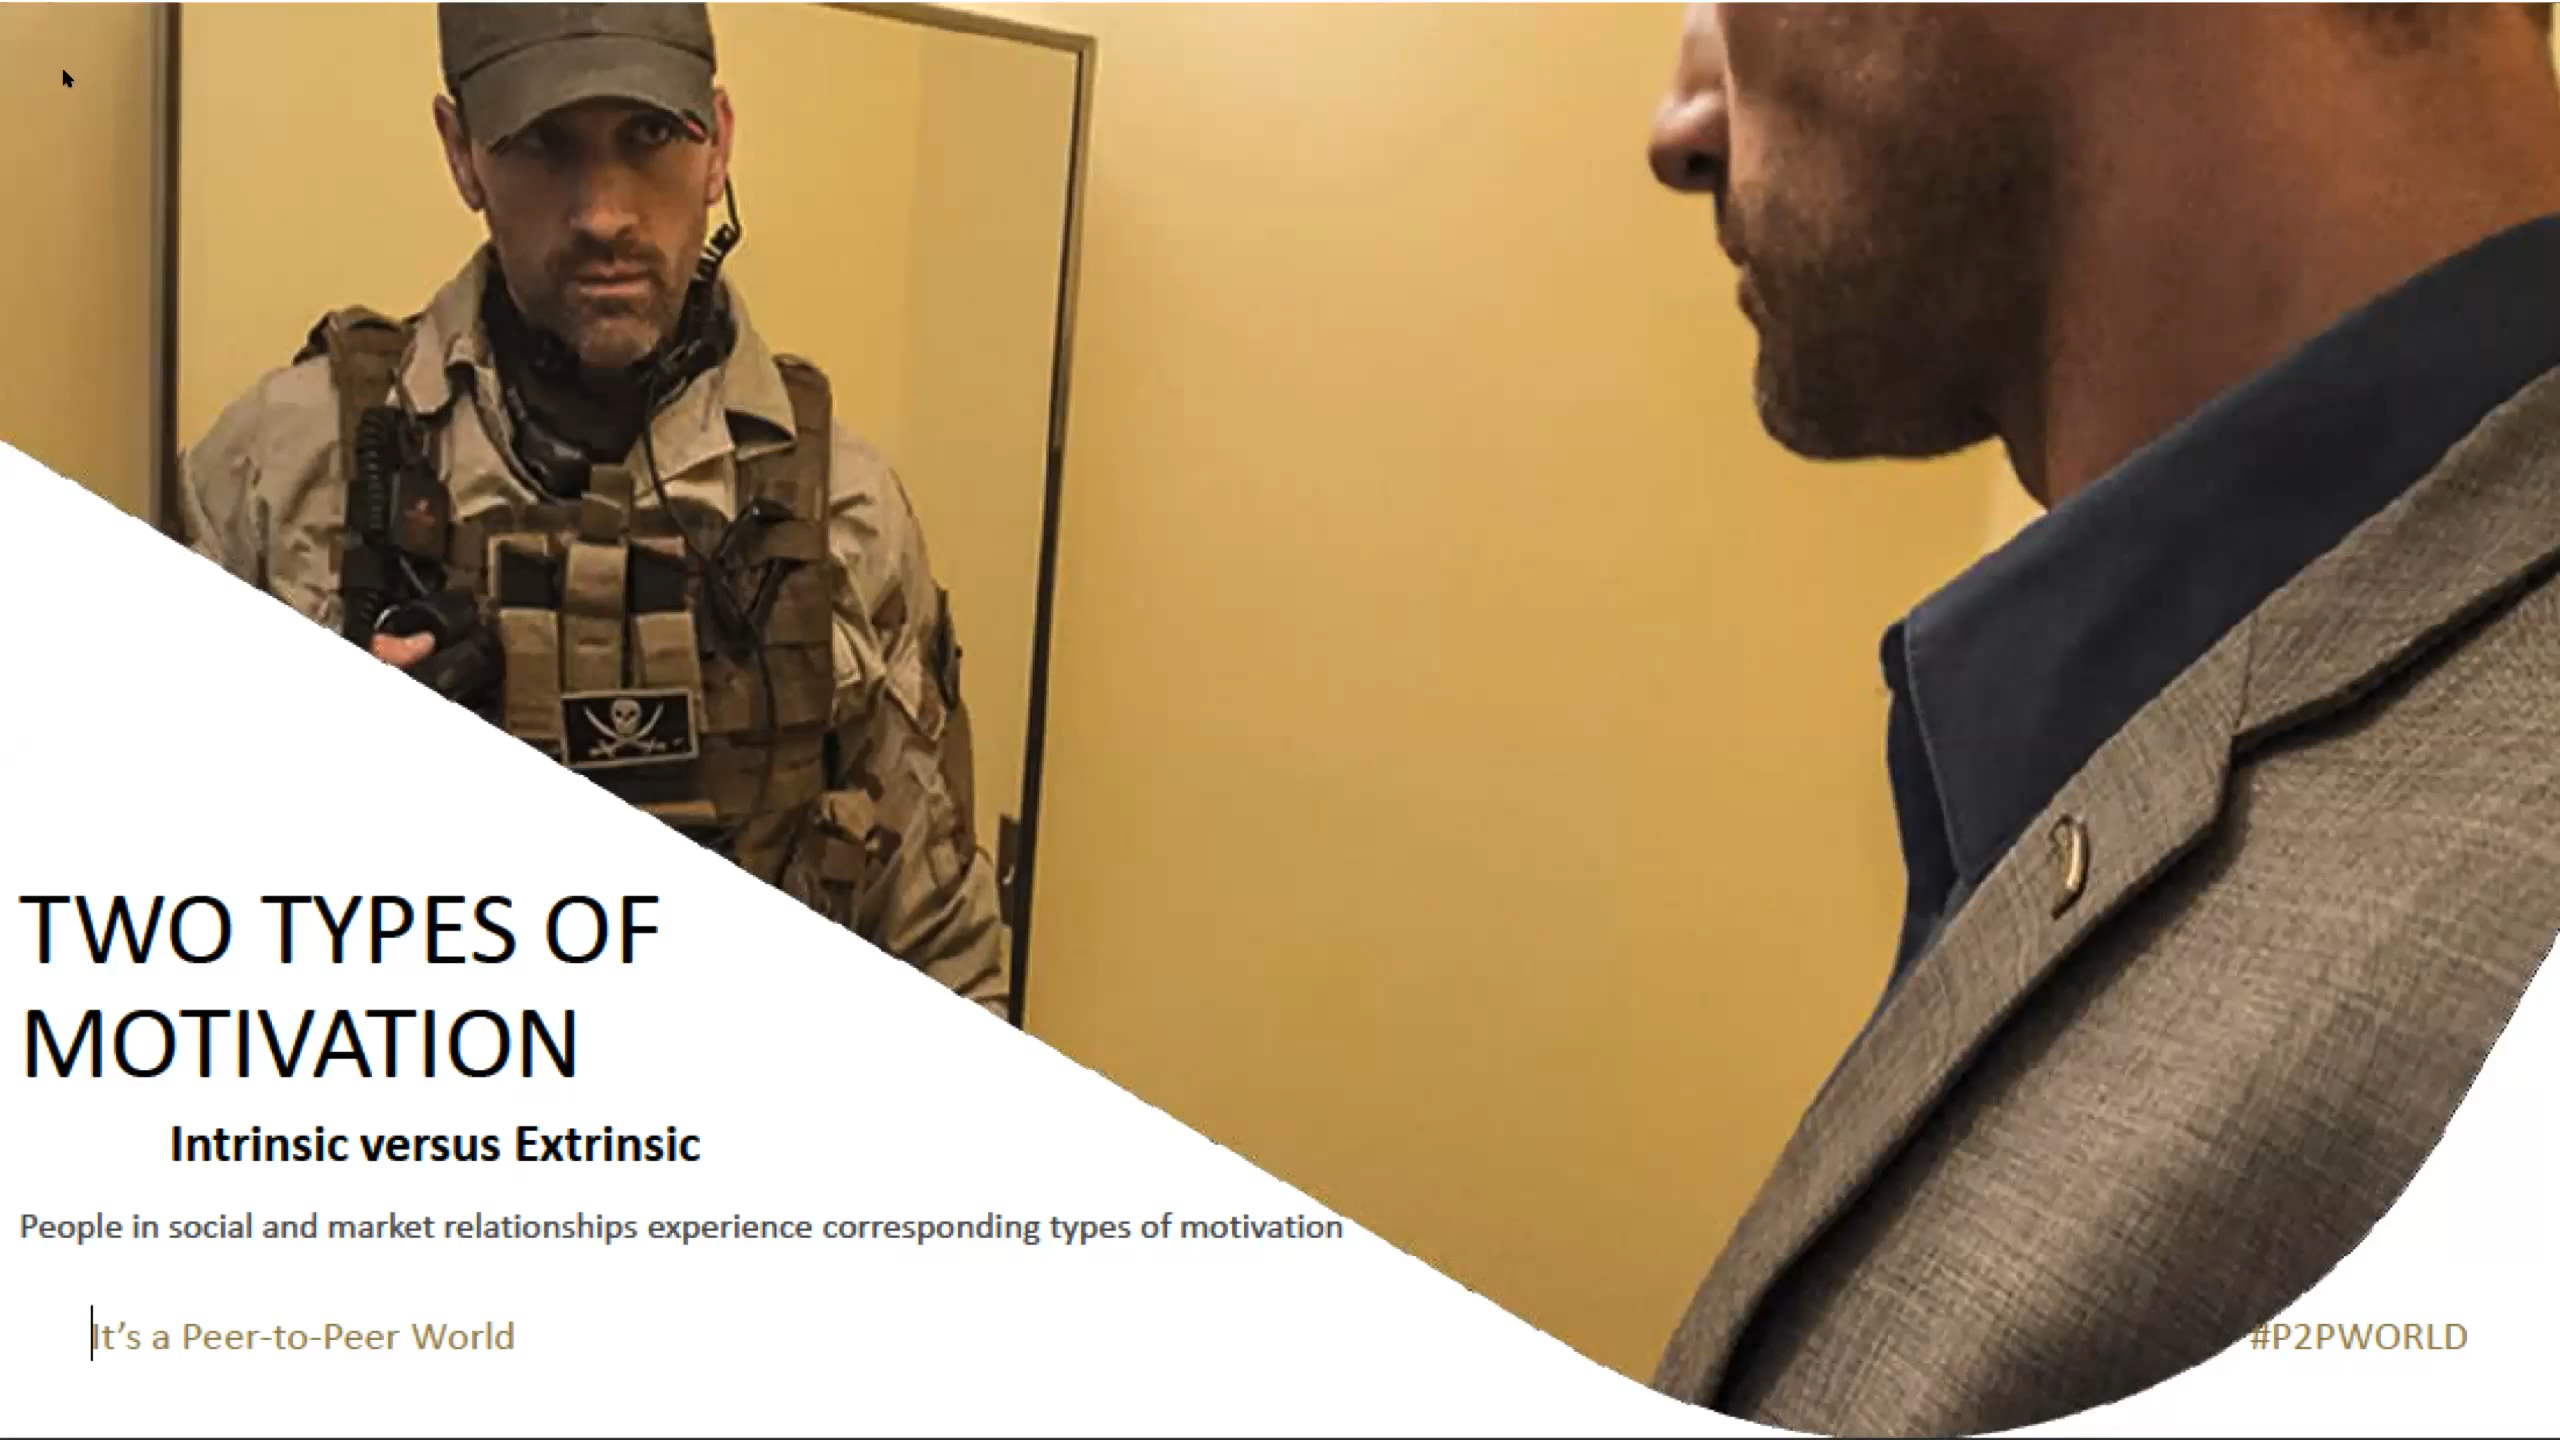 TWO TYPES OF
MOTIVATION
Intrinsic versus Extrinsic
People in social and market relationships experience corresponding types of motivation
It’s a Peer-to-Peer World
#P2PWORLD